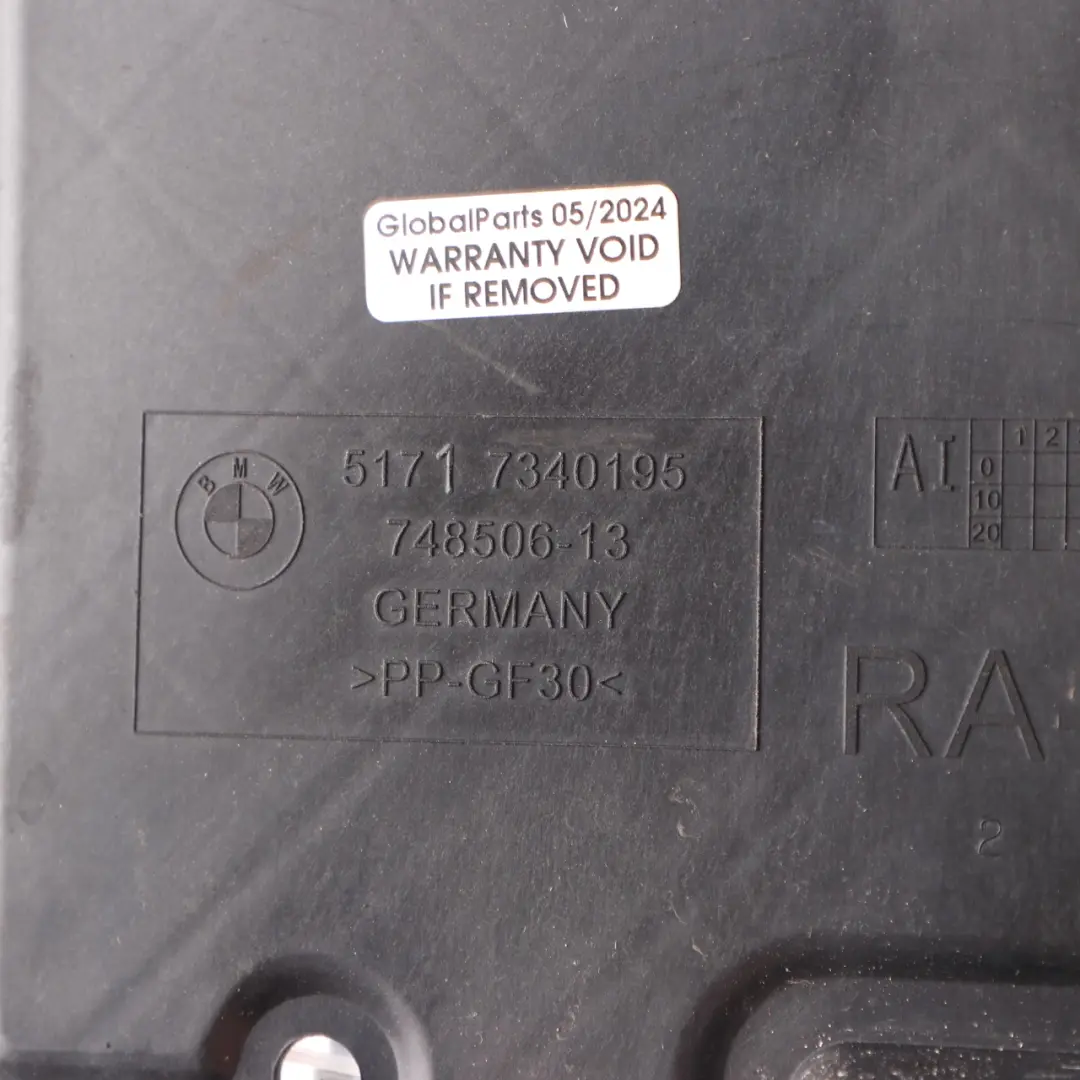 GlobalParts 05/2024
WARRANTY VOID
IF REMOVED
BMW
5171 7340195
748506-13
GERMANY
>PP-GF30<
AI
1 2
0
10
20
RA-
2